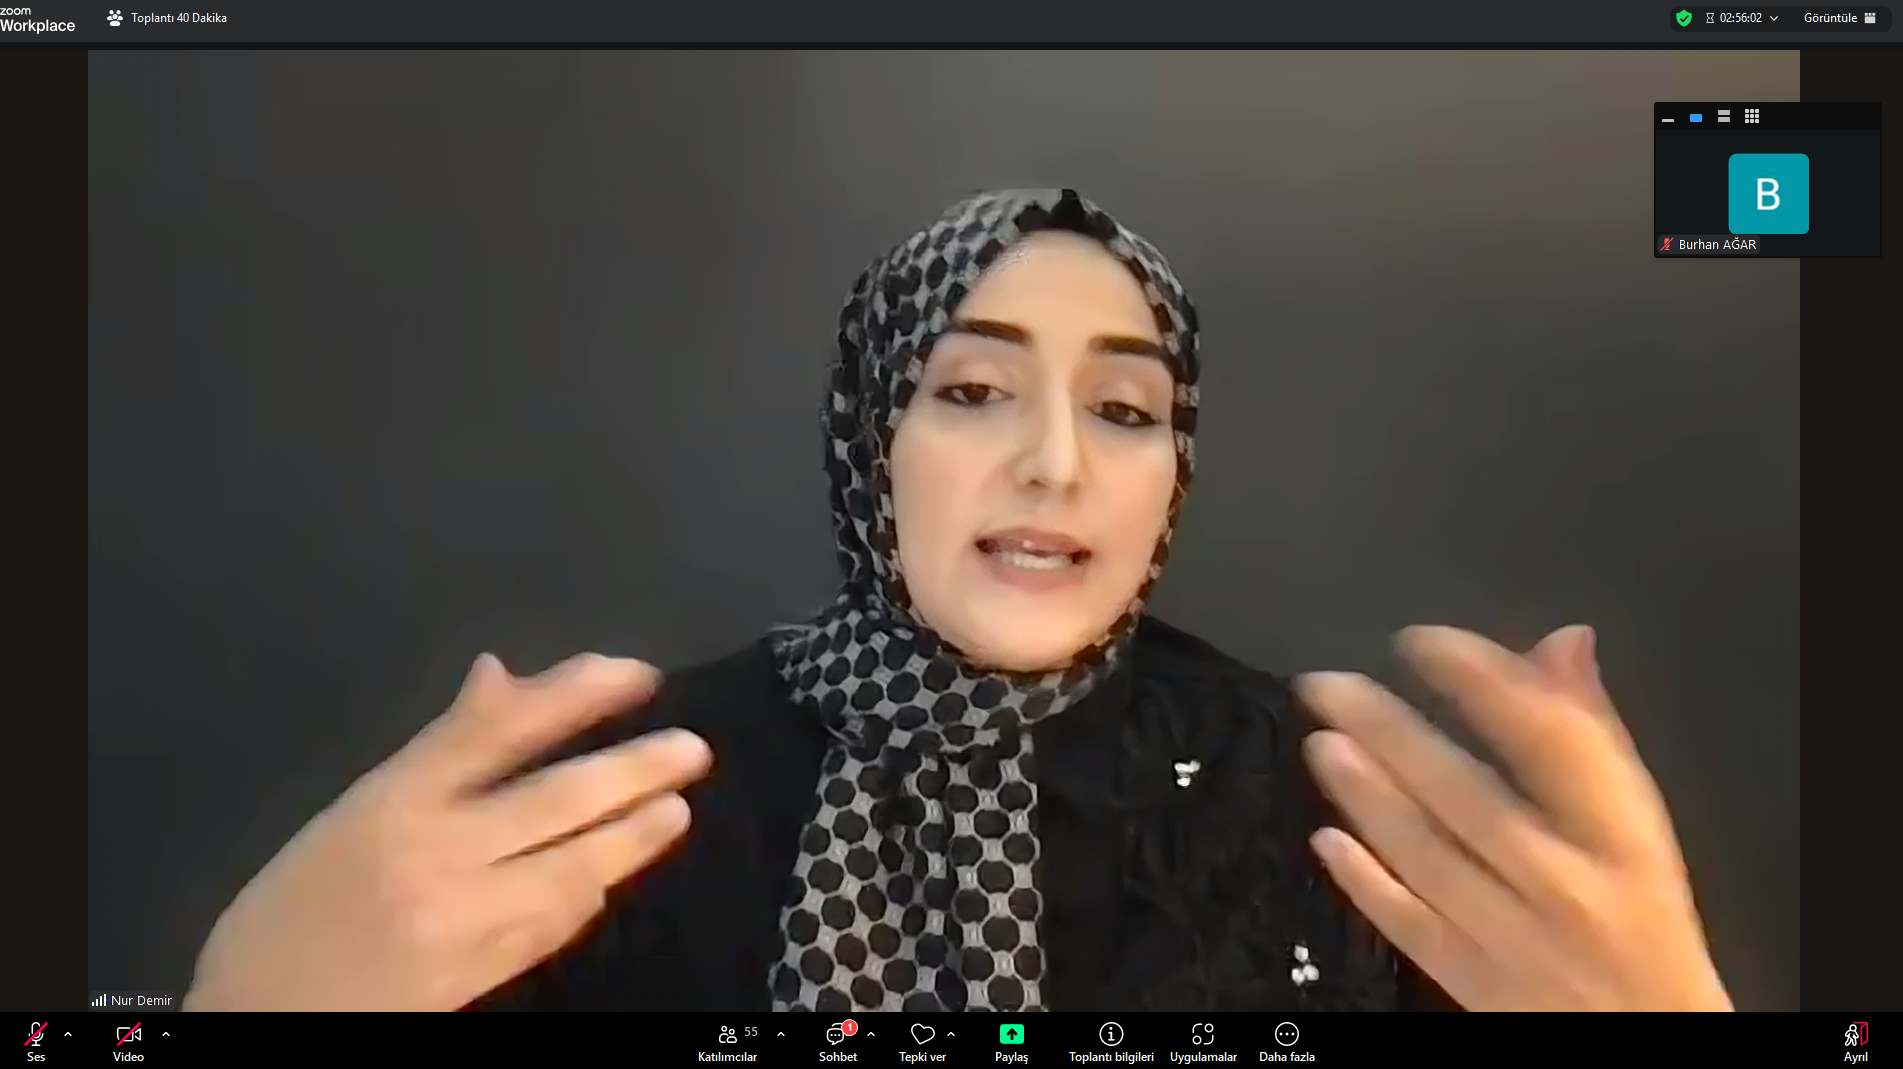 zoom
Workplace
Toplantı 40 Dakika
02:56:02
Görüntüle
B
Burhan AĞAR
Nur Demir
Ses
Video
55
Katılımcılar
1
Sohbet
Tepki ver
Paylaş
Toplantı bilgileri
Uygulamalar
Daha fazla
Ayrıl